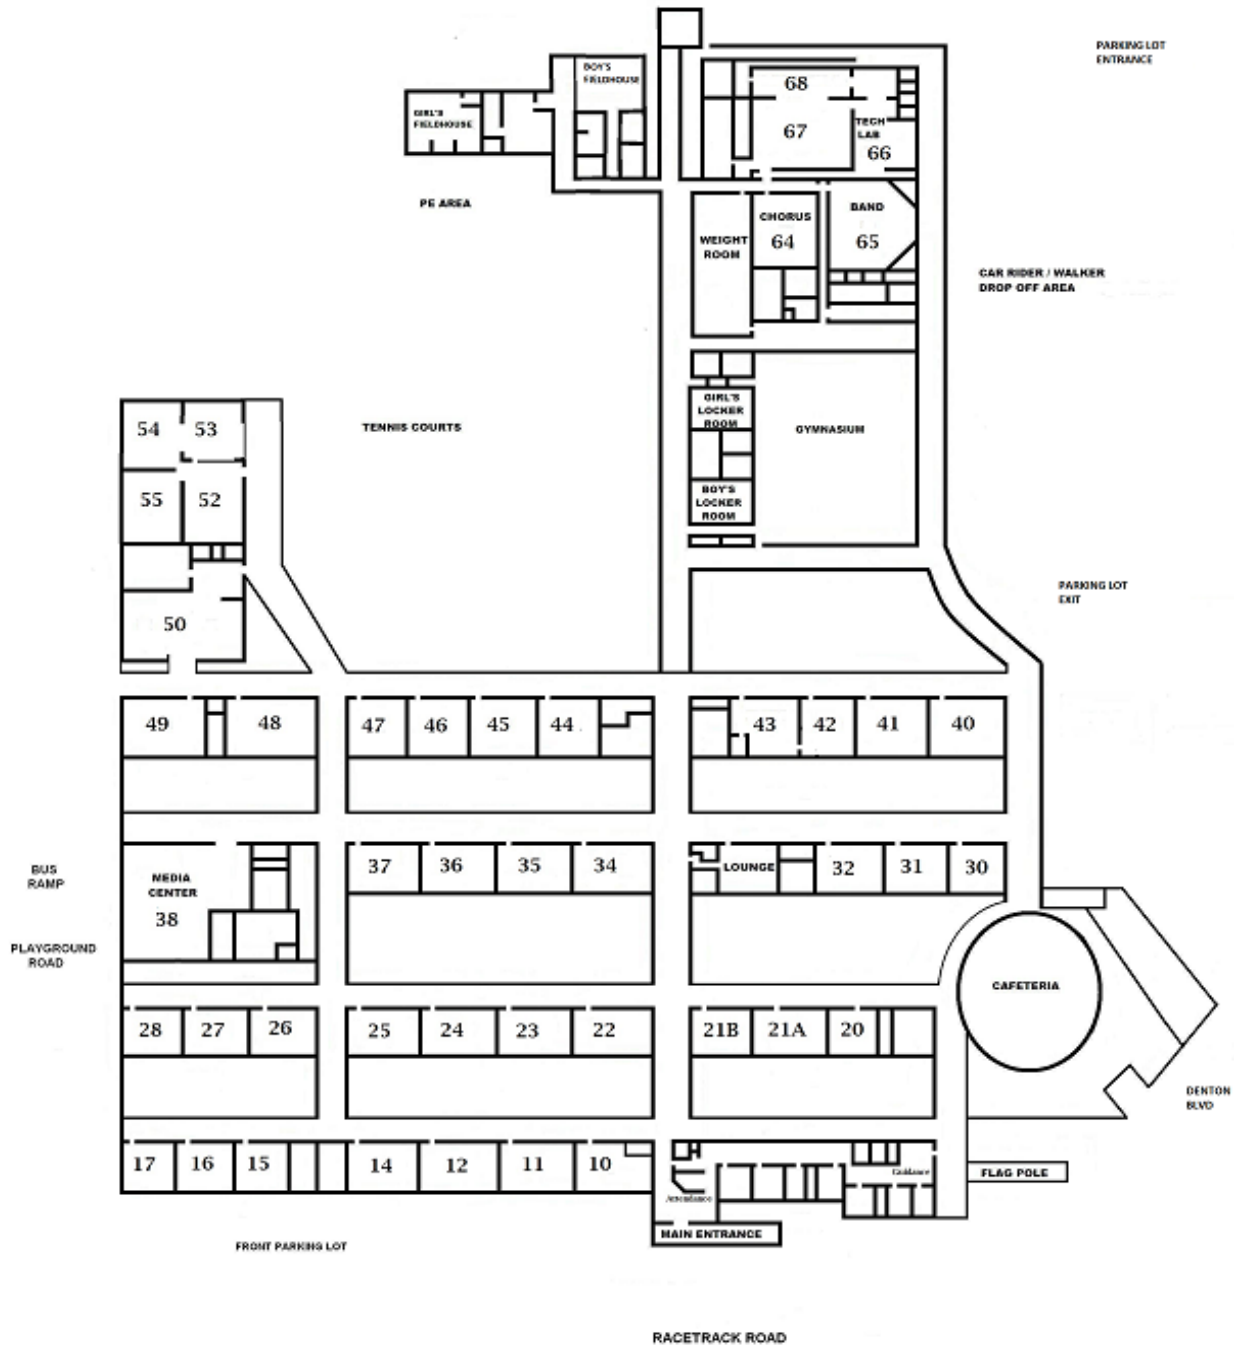 PARKING LOT
ENTRANCE
BOY'S
FIELDHOUSE
GIRL'S
FIELDHOUSE
68
67
TECH
LAB
66
PE AREA
CHORUS
64
BAND
65
WEIGHT
ROOM
CAR RIDER / WALKER
DROP OFF AREA
GIRL'S
LOCKER
ROOM
GYMNASIUM
BOY'S
LOCKER
ROOM
TENNIS COURTS
54
53
55
52
50
PARKING LOT
EXIT
49
48
47
46
45
44
43
42
41
40
BUS
RAMP
MEDIA
CENTER
38
37
36
35
34
LOUNGE
32
31
30
PLAYGROUND
ROAD
CAFETERIA
28
27
26
25
24
23
22
21B
21A
20
DENTON
BLVD
17
16
15
14
12
11
10
Attendance
Guidance
FLAG POLE
MAIN ENTRANCE
FRONT PARKING LOT
RACETRACK ROAD